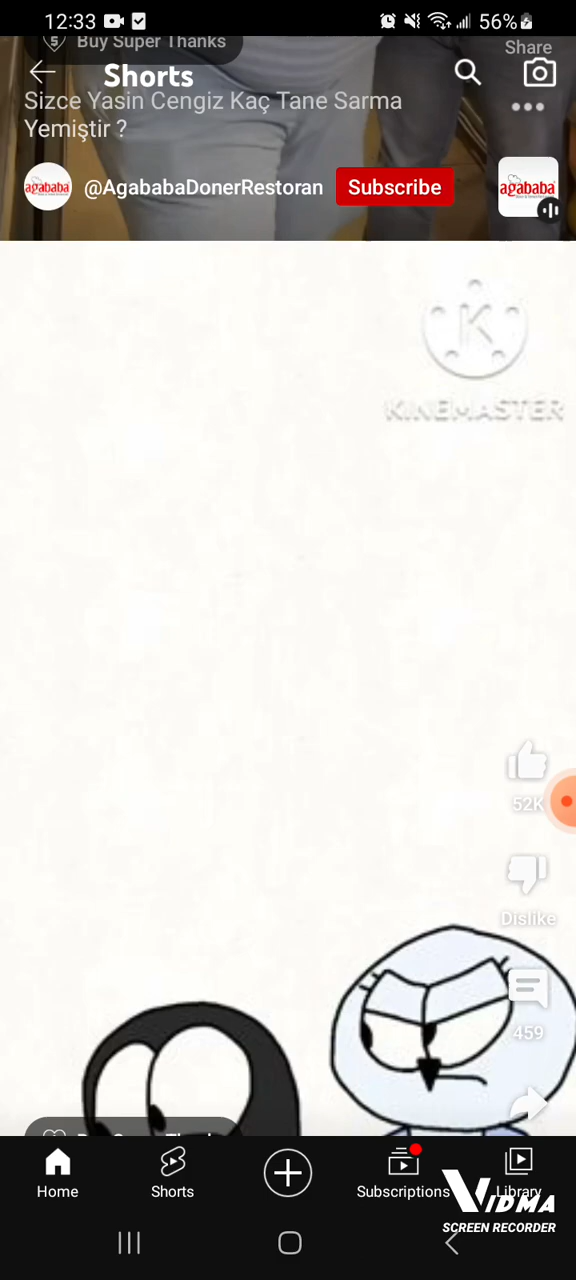 12:33
56%
Buy Super Thanks
Share
Shorts
Sizce Yasin Cengiz Kaç Tane Sarma
Yemiştir ?
agababa
@AgababaDonerRestoran
Subscribe
agababa
K
KINEMASTER
52K
Dislike
459
Home
Shorts
Subscriptions
Library
VIDMA
SCREEN RECORDER